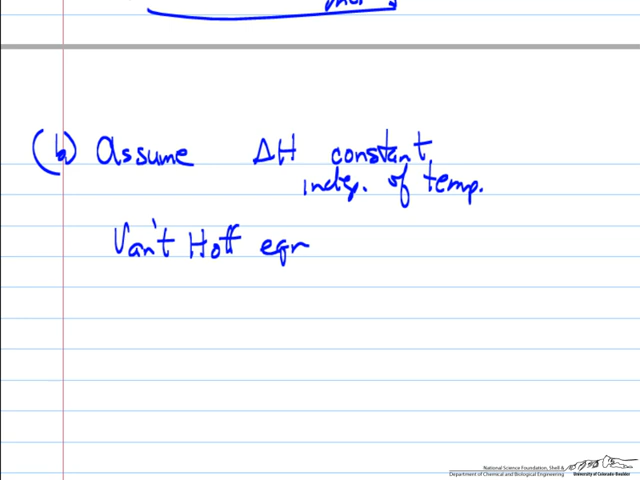 (b) Assume ΔH constant,
indep. of temp.
Van't Hoff eqn
National Science Foundation, Shell &
Department of Chemical and Biological Engineering
University of Colorado Boulder